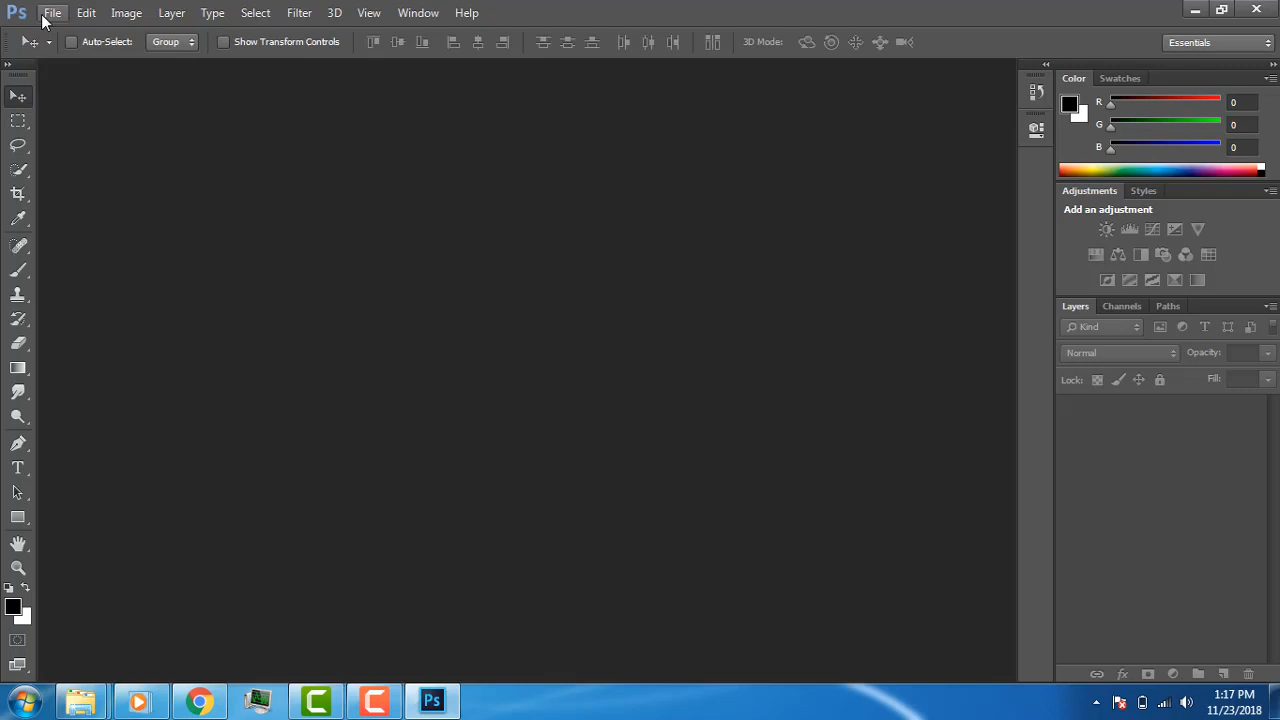 Ps File Edit Image Layer Type Select Filter 3D View Window Help
Auto-Select: Group Show Transform Controls 3D Mode: Essentials
Color Swatches
R 0
G 0
B 0
Adjustments Styles
Add an adjustment
Layers Channels Paths
Kind
Normal Opacity:
Lock: Fill:
T
T
Ps
1:17 PM
11/23/2018